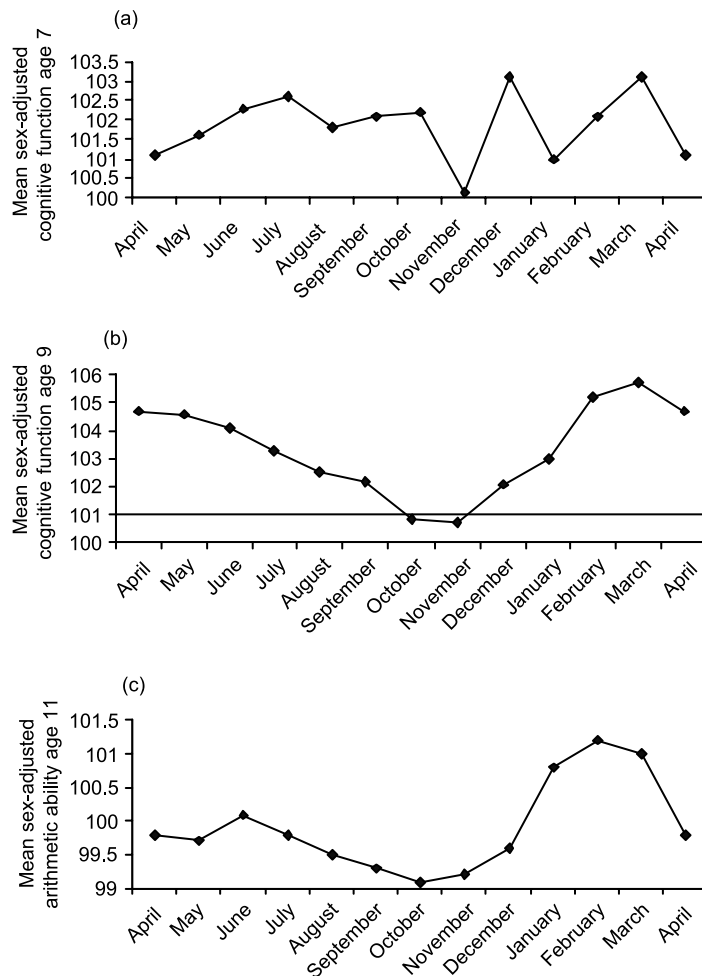 (a)
Mean sex-adjusted
cognitive function age 7
103.5
103
102.5
102
101.5
101
100.5
100
April
May
June
July
August
September
October
November
December
January
February
March
April
(b)
Mean sex-adjusted
cognitive function age 9
106
105
104
103
102
101
100
April
May
June
July
August
September
October
November
December
January
February
March
April
(c)
Mean sex-adjusted
arithmetic ability age 11
101.5
101
100.5
100
99.5
99
April
May
June
July
August
September
October
November
December
January
February
March
April